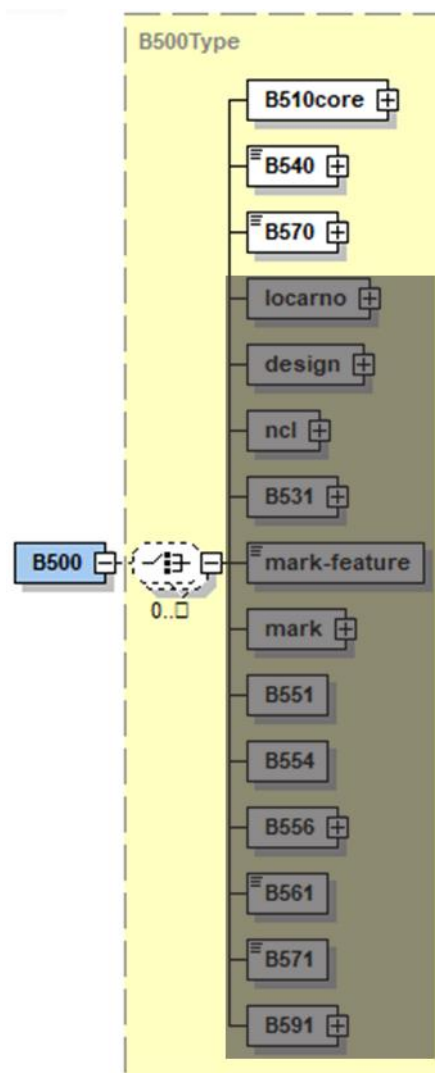 B500Type
B510core
B540
B570
locarno
design
ncl
B531
B500
mark-feature
0..□
mark
B551
B554
B556
B561
B571
B591